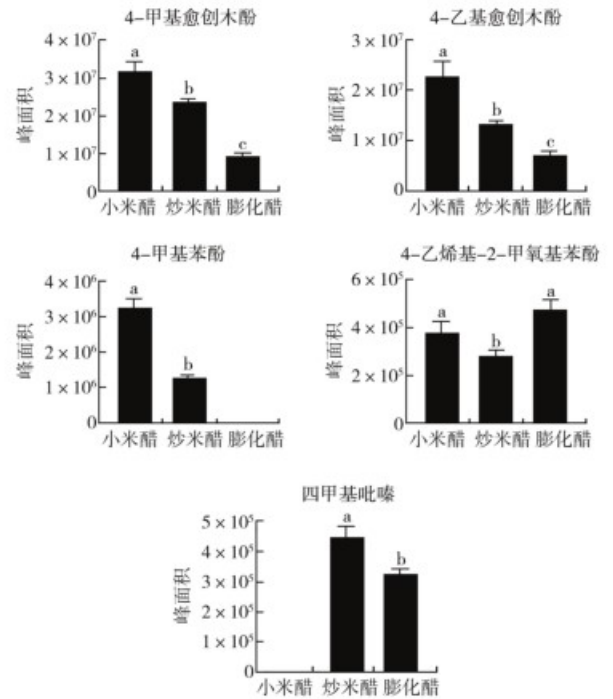 4-甲基愈创木酚
4×10⁷
3×10⁷
2×10⁷
1×10⁷
0
峰面积
a
b
c
小米醋 炒米醋 膨化醋
4-乙基愈创木酚
3×10⁷
2×10⁷
1×10⁷
0
峰面积
a
b
c
小米醋 炒米醋 膨化醋
4-甲基苯酚
4×10⁶
3×10⁶
2×10⁶
1×10⁶
0
峰面积
a
b
小米醋 炒米醋 膨化醋
4-乙烯基-2-甲氧基苯酚
6×10⁵
4×10⁵
2×10⁵
0
峰面积
a
b
a
小米醋 炒米醋 膨化醋
四甲基吡嗪
5×10⁵
4×10⁵
3×10⁵
2×10⁵
1×10⁵
0
峰面积
a
b
小米醋 炒米醋 膨化醋